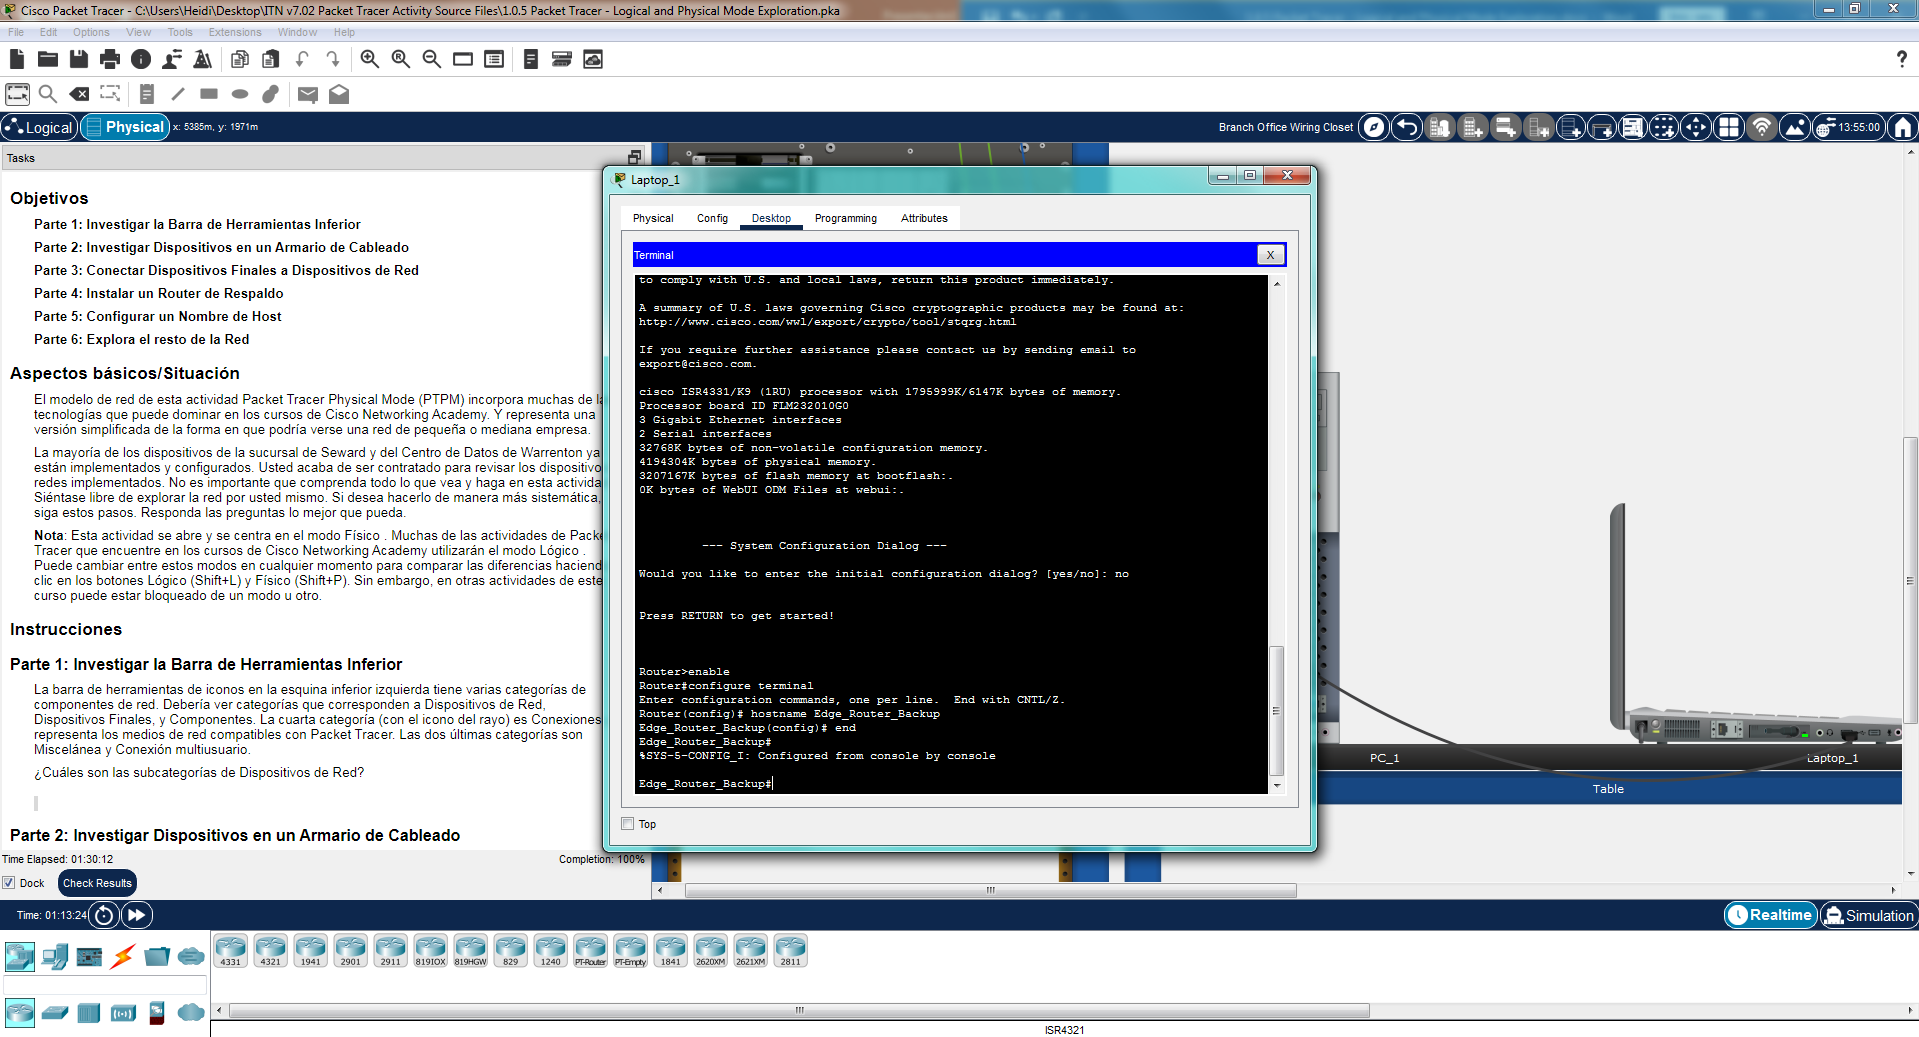 Cisco Packet Tracer - C:\Users\Heidi\Desktop\ITN v7.02 Packet Tracer Activity Source Files\1.0.5 Packet Tracer - Logical and Physical Mode Exploration.pka
File Edit Options View Tools Extensions Window Help
Logical Physical x: 5385m, y: 1971m Branch Office Wiring Closet 13:55:00
Tasks
Objetivos
Parte 1: Investigar la Barra de Herramientas Inferior
Parte 2: Investigar Dispositivos en un Armario de Cableado
Parte 3: Conectar Dispositivos Finales a Dispositivos de Red
Parte 4: Instalar un Router de Respaldo
Parte 5: Configurar un Nombre de Host
Parte 6: Explora el resto de la Red
Aspectos básicos/Situación
El modelo de red de esta actividad Packet Tracer Physical Mode (PTPM) incorpora muchas de la
tecnologías que puede dominar en los cursos de Cisco Networking Academy. Y representa una
versión simplificada de la forma en que podría verse una red de pequeña o mediana empresa.
La mayoría de los dispositivos de la sucursal de Seward y del Centro de Datos de Warrenton ya
están implementados y configurados. Usted acaba de ser contratado para revisar los dispositivo
redes implementados. No es importante que comprenda todo lo que vea y haga en esta activida
Siéntase libre de explorar la red por usted mismo. Si desea hacerlo de manera más sistemática,
siga estos pasos. Responda las preguntas lo mejor que pueda.
Nota: Esta actividad se abre y se centra en el modo Físico . Muchas de las actividades de Packe
Tracer que encuentre en los cursos de Cisco Networking Academy utilizarán el modo Lógico .
Puede cambiar entre estos modos en cualquier momento para comparar las diferencias haciend
clic en los botones Lógico (Shift+L) y Físico (Shift+P). Sin embargo, en otras actividades de este
curso puede estar bloqueado de un modo u otro.
Instrucciones
Parte 1: Investigar la Barra de Herramientas Inferior
La barra de herramientas de iconos en la esquina inferior izquierda tiene varias categorías de
componentes de red. Debería ver categorías que corresponden a Dispositivos de Red,
Dispositivos Finales, y Componentes. La cuarta categoría (con el icono del rayo) es Conexiones
representa los medios de red compatibles con Packet Tracer. Las dos últimas categorías son
Miscelánea y Conexión multiusuario.
¿Cuáles son las subcategorías de Dispositivos de Red?
Parte 2: Investigar Dispositivos en un Armario de Cableado
Time Elapsed: 01:30:12 Completion: 100%
Dock Check Results
Laptop_1
Physical Config Desktop Programming Attributes
Terminal X
to comply with U.S. and local laws, return this product immediately.
A summary of U.S. laws governing Cisco cryptographic products may be found at:
http://www.cisco.com/wwl/export/crypto/tool/stqrg.html
If you require further assistance please contact us by sending email to
export@cisco.com.
cisco ISR4331/K9 (1RU) processor with 1795999K/6147K bytes of memory.
Processor board ID FLM232010G0
3 Gigabit Ethernet interfaces
2 Serial interfaces
32768K bytes of non-volatile configuration memory.
4194304K bytes of physical memory.
3207167K bytes of flash memory at bootflash:.
0K bytes of WebUI ODM Files at webui:.
--- System Configuration Dialog ---
Would you like to enter the initial configuration dialog? [yes/no]: no
Press RETURN to get started!
Router>enable
Router#configure terminal
Enter configuration commands, one per line. End with CNTL/Z.
Router(config)# hostname Edge_Router_Backup
Edge_Router_Backup(config)# end
Edge_Router_Backup#
%SYS-5-CONFIG_I: Configured from console by console
Edge_Router_Backup#
Top
PC_1 Laptop_1
Table
Time: 01:13:24 Realtime Simulation
4331 4321 1941 2901 2911 819IOX 819HGW 829 1240 PT-Router PT-Empty 1841 2620XM 2621XM 2811
ISR4321